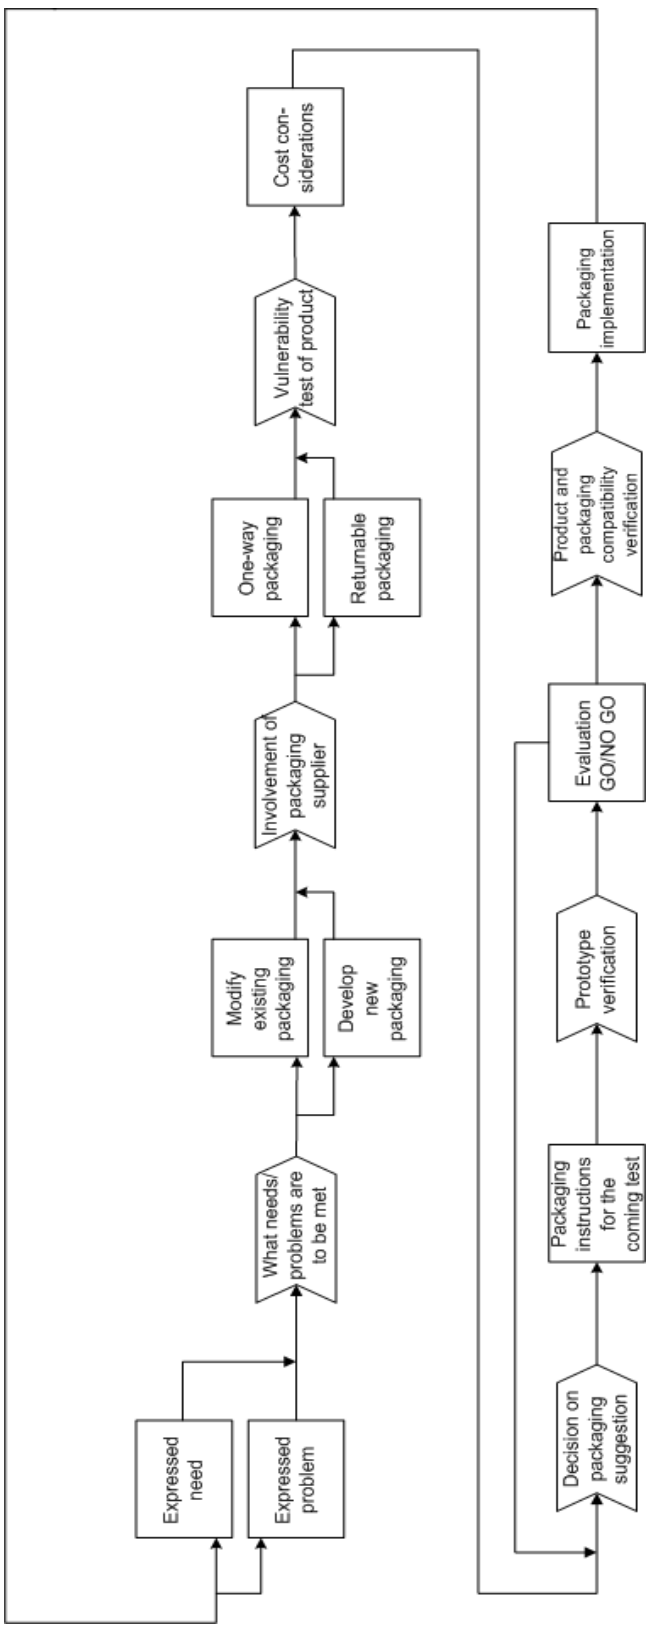 Expressed
need
Expressed
problem
What needs/
problems are
to be met
Modify
existing
packaging
Develop
new
packaging
Involvement of
packaging
supplier
One-way
packaging
Returnable
packaging
Vulnerability
test of product
Cost con-
siderations
Decision on
packaging
suggestion
Packaging
instructions
for the
coming test
Prototype
verification
Evaluation
GO/NO GO
Product and
packaging
compatibility
verification
Packaging
implementation